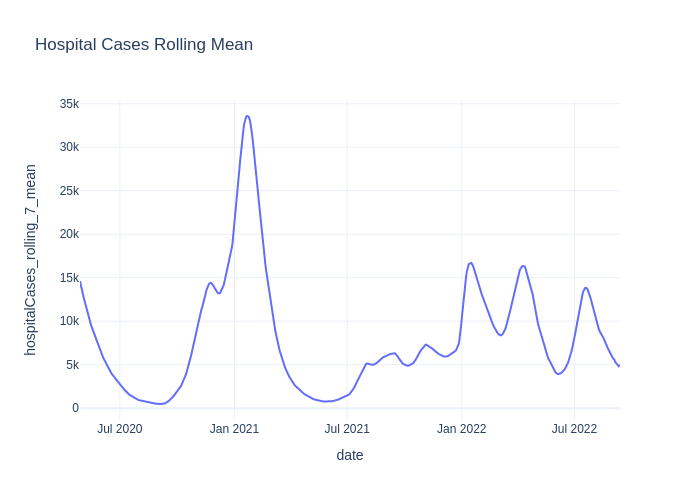 Hospital Cases Rolling Mean
hospitalCases_rolling_7_mean
35k
30k
25k
20k
15k
10k
5k
0
Jul 2020
Jan 2021
Jul 2021
Jan 2022
Jul 2022
date